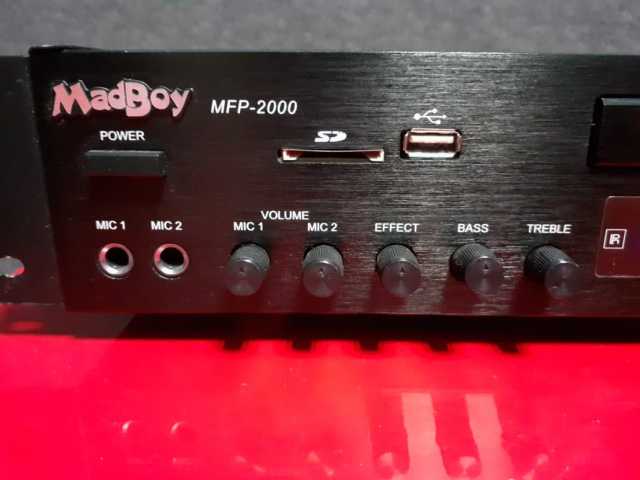 MadBoy
MFP-2000
POWER
SD
MIC 1
MIC 2
VOLUME
MIC 1
MIC 2
EFFECT
BASS
TREBLE
IR